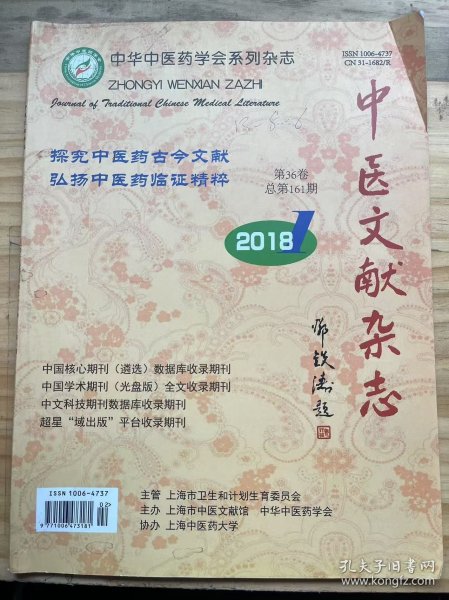 中华中医药学会系列杂志
ZHONGYI WENXIAN ZAZHI
Journal of Traditional Chinese Medical Literature
ISSN 1006-4737
CN 31-1682/R
中医文献杂志
邓铁涛题
探究中医药古今文献
弘扬中医药临证精粹
第36卷
总第161期
2018 1
中国核心期刊（遴选）数据库收录期刊
中国学术期刊（光盘版）全文收录期刊
中文科技期刊数据库收录期刊
超星“域出版”平台收录期刊
ISSN 1006-4737
02>
9 771006 473181
主管 上海市卫生和计划生育委员会
主办 上海市中医文献馆 中华中医药学会
协办 上海中医药大学
孔夫子旧书网
kongfz.com